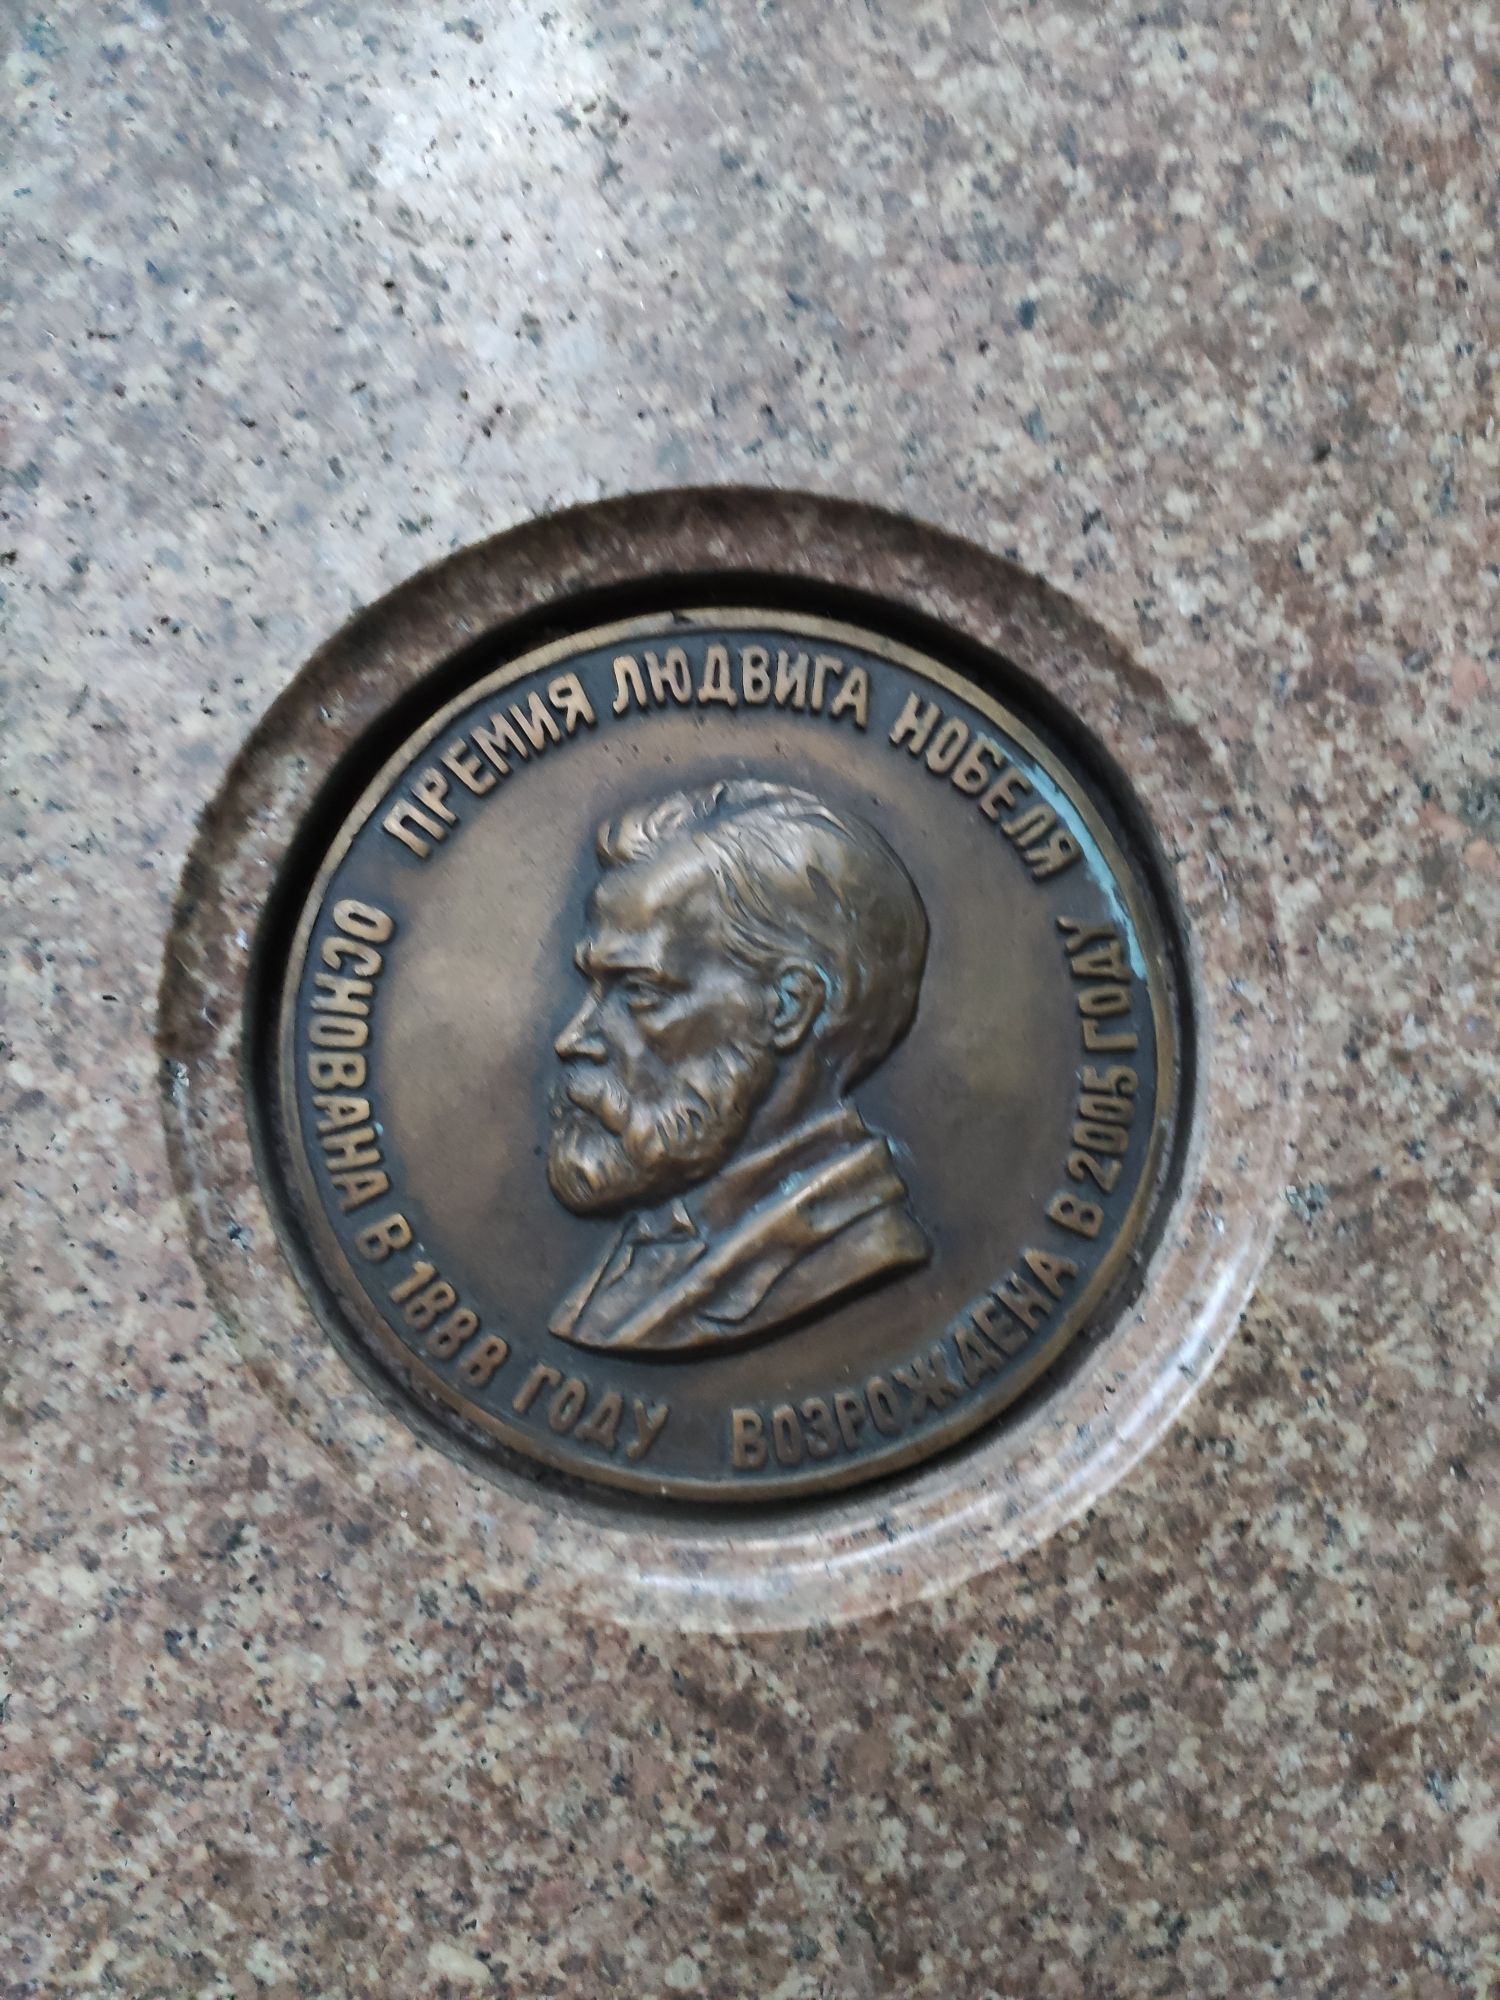 ПРЕМИЯ ЛЮДВИГА НОБЕЛЯ
ОСНОВАНА В 1888 ГОДУ
ВОЗРОЖДЕНА В 2005 ГОДУ